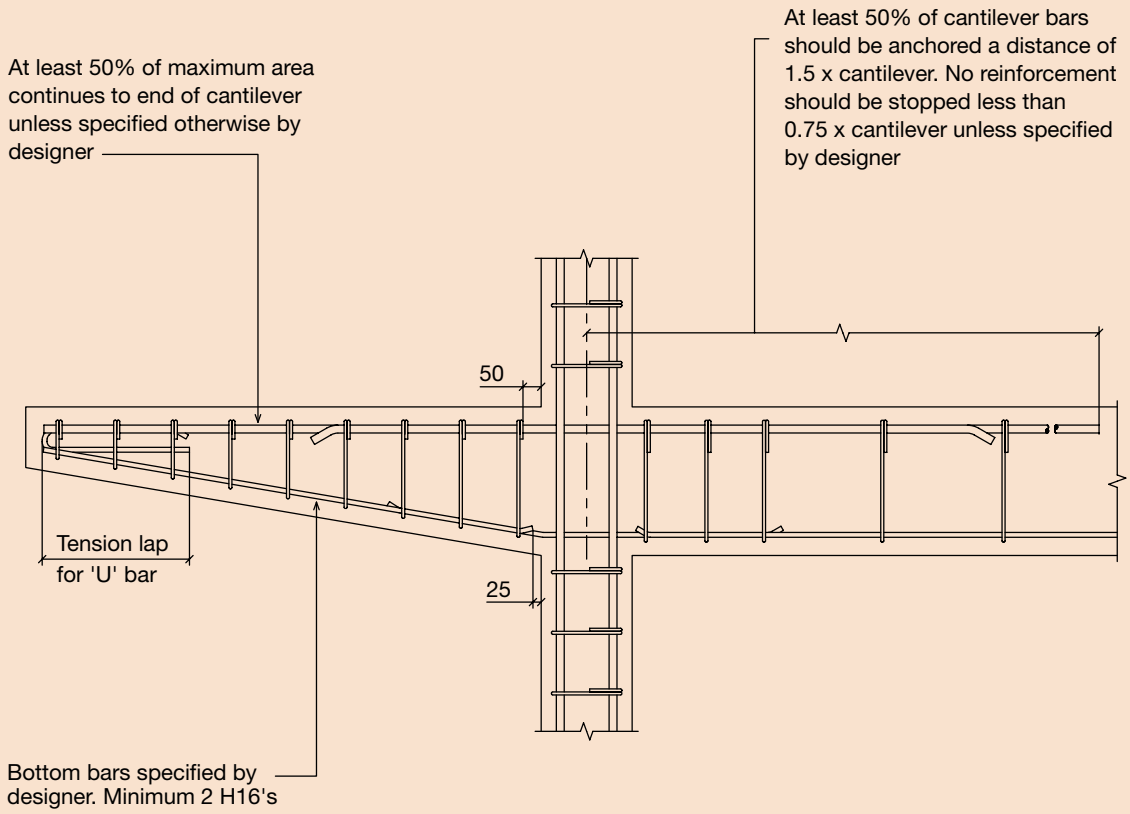 At least 50% of cantilever bars
should be anchored a distance of
1.5 x cantilever. No reinforcement
should be stopped less than
0.75 x cantilever unless specified
by designer
At least 50% of maximum area
continues to end of cantilever
unless specified otherwise by
designer
50
Tension lap
for 'U' bar
25
Bottom bars specified by
designer. Minimum 2 H16's